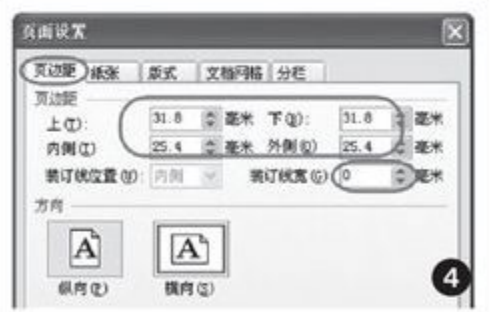 页面设置
页边距 纸张 版式 文档网格 分栏
页边距
上(T): 31.8 毫米 下(B): 31.8 毫米
内侧(I) 25.4 毫米 外侧(O) 25.4 毫米
装订线位置(U): 内侧 装订线宽(G) 0 毫米
方向
A A
纵向(P) 横向(S)
4